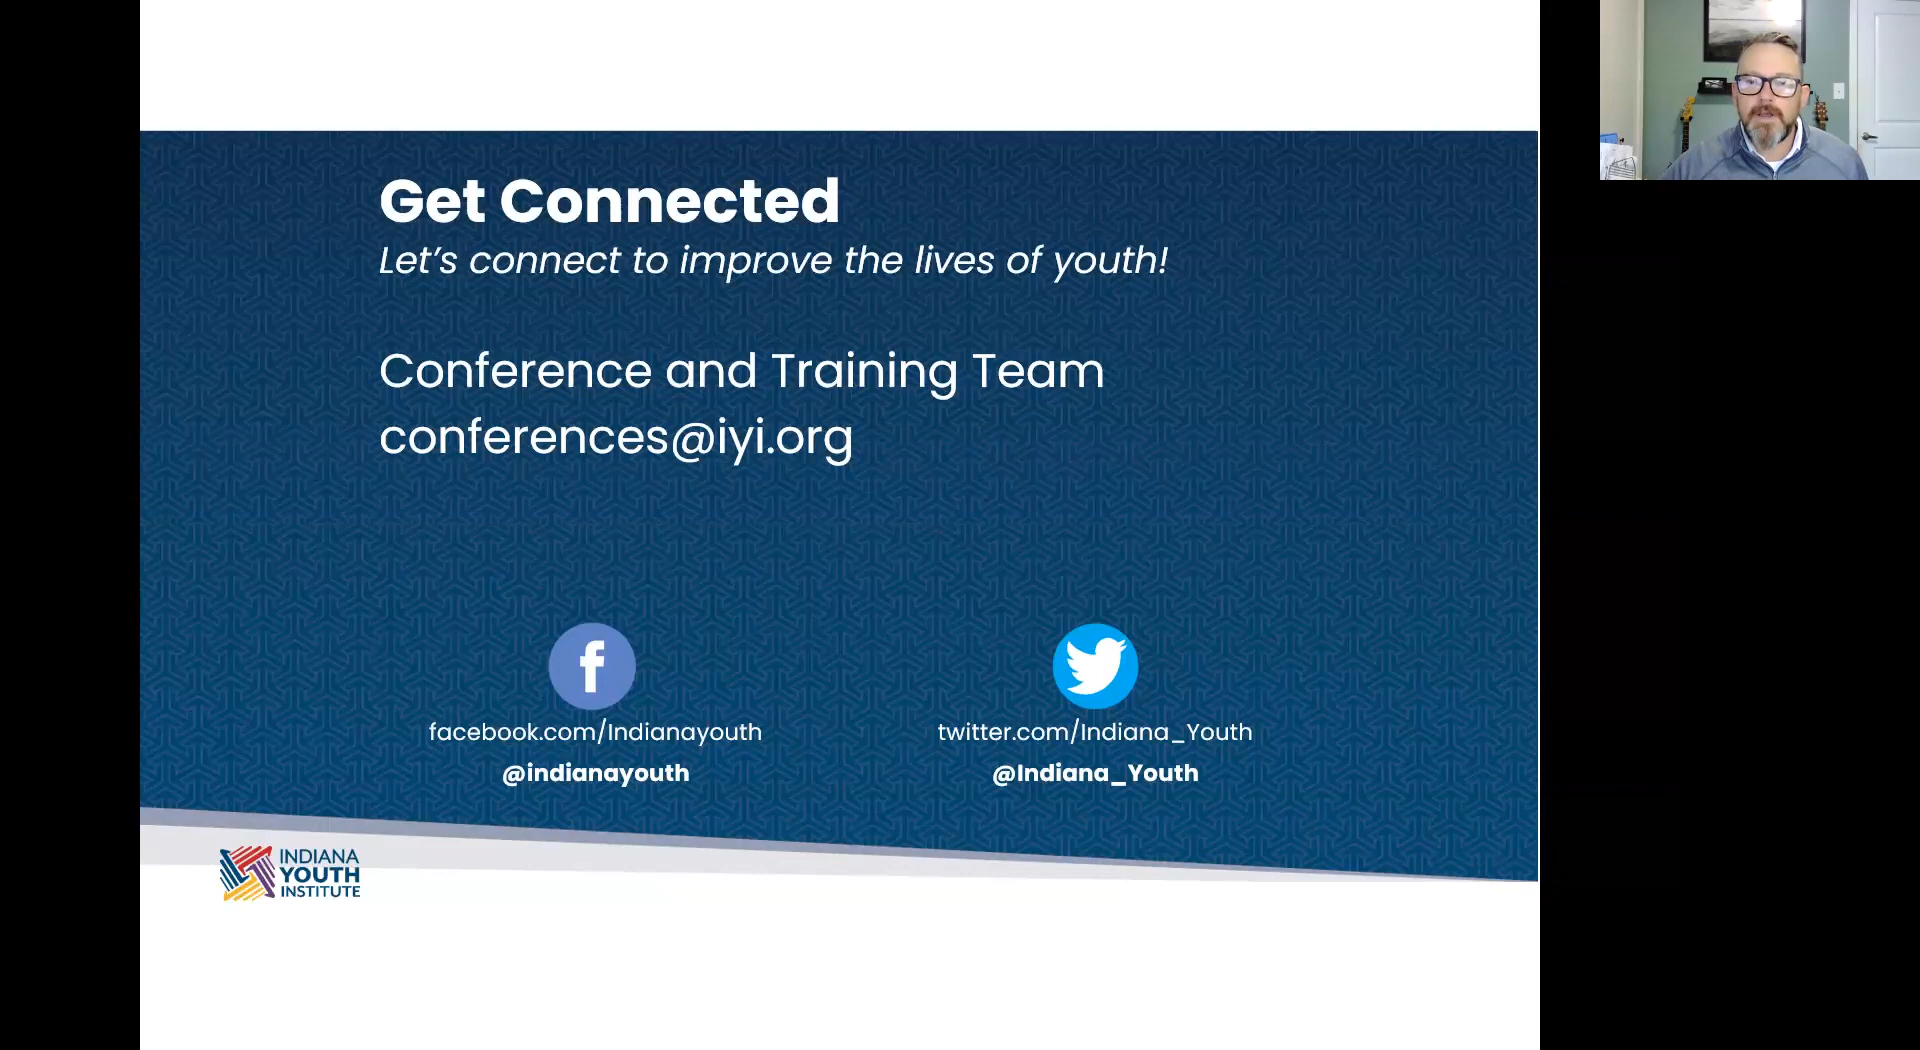 Get Connected
Let's connect to improve the lives of youth!
Conference and Training Team
conferences@iyi.org
f
facebook.com/Indianayouth
@indianayouth
twitter.com/Indiana_Youth
@Indiana_Youth
INDIANA
YOUTH
INSTITUTE